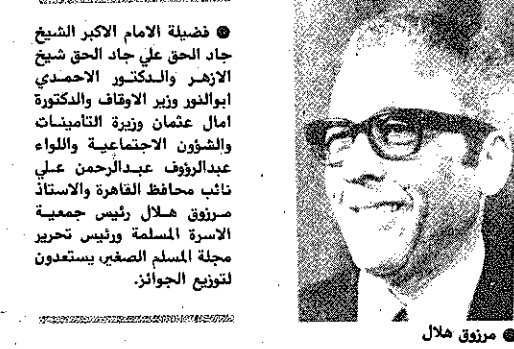 ● فضيلة الامام الاكبر الشيخ
جاد الحق علي جاد الحق شيخ
الازهر والدكتور الاحمدي
ابوالنور وزير الاوقاف والدكتورة
امال عثمان وزيرة التامينات
والشؤون الاجتماعية واللواء
عبدالرؤوف عبدالرحمن علي
نائب محافظ القاهرة والاستاذ
مرزوق هلال رئيس جمعية
الاسرة المسلمة ورئيس تحرير
مجلة المسلم الصغير، يستعدون
لتوزيع الجوائز.
● مرزوق هلال